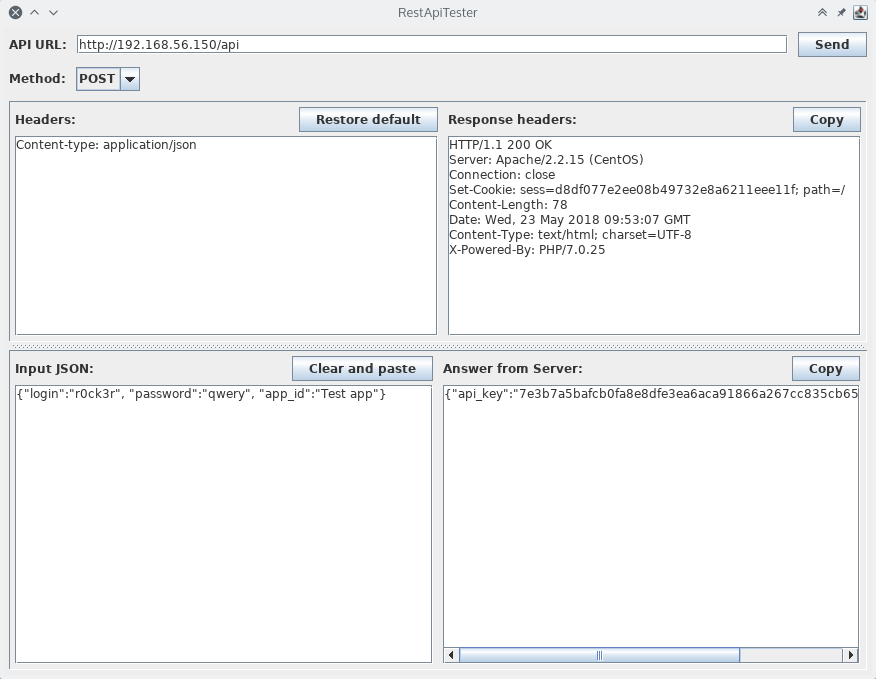 RestApiTester
API URL: http://192.168.56.150/api Send
Method: POST
Headers: Restore default
Content-type: application/json
Response headers: Copy
HTTP/1.1 200 OK
Server: Apache/2.2.15 (CentOS)
Connection: close
Set-Cookie: sess=d8df077e2ee08b49732e8a6211eee11f; path=/
Content-Length: 78
Date: Wed, 23 May 2018 09:53:07 GMT
Content-Type: text/html; charset=UTF-8
X-Powered-By: PHP/7.0.25
Input JSON: Clear and paste
{"login":"r0ck3r", "password":"qwery", "app_id":"Test app"}
Answer from Server: Copy
{"api_key":"7e3b7a5bafcb0fa8e8dfe3ea6aca91866a267cc835cb65